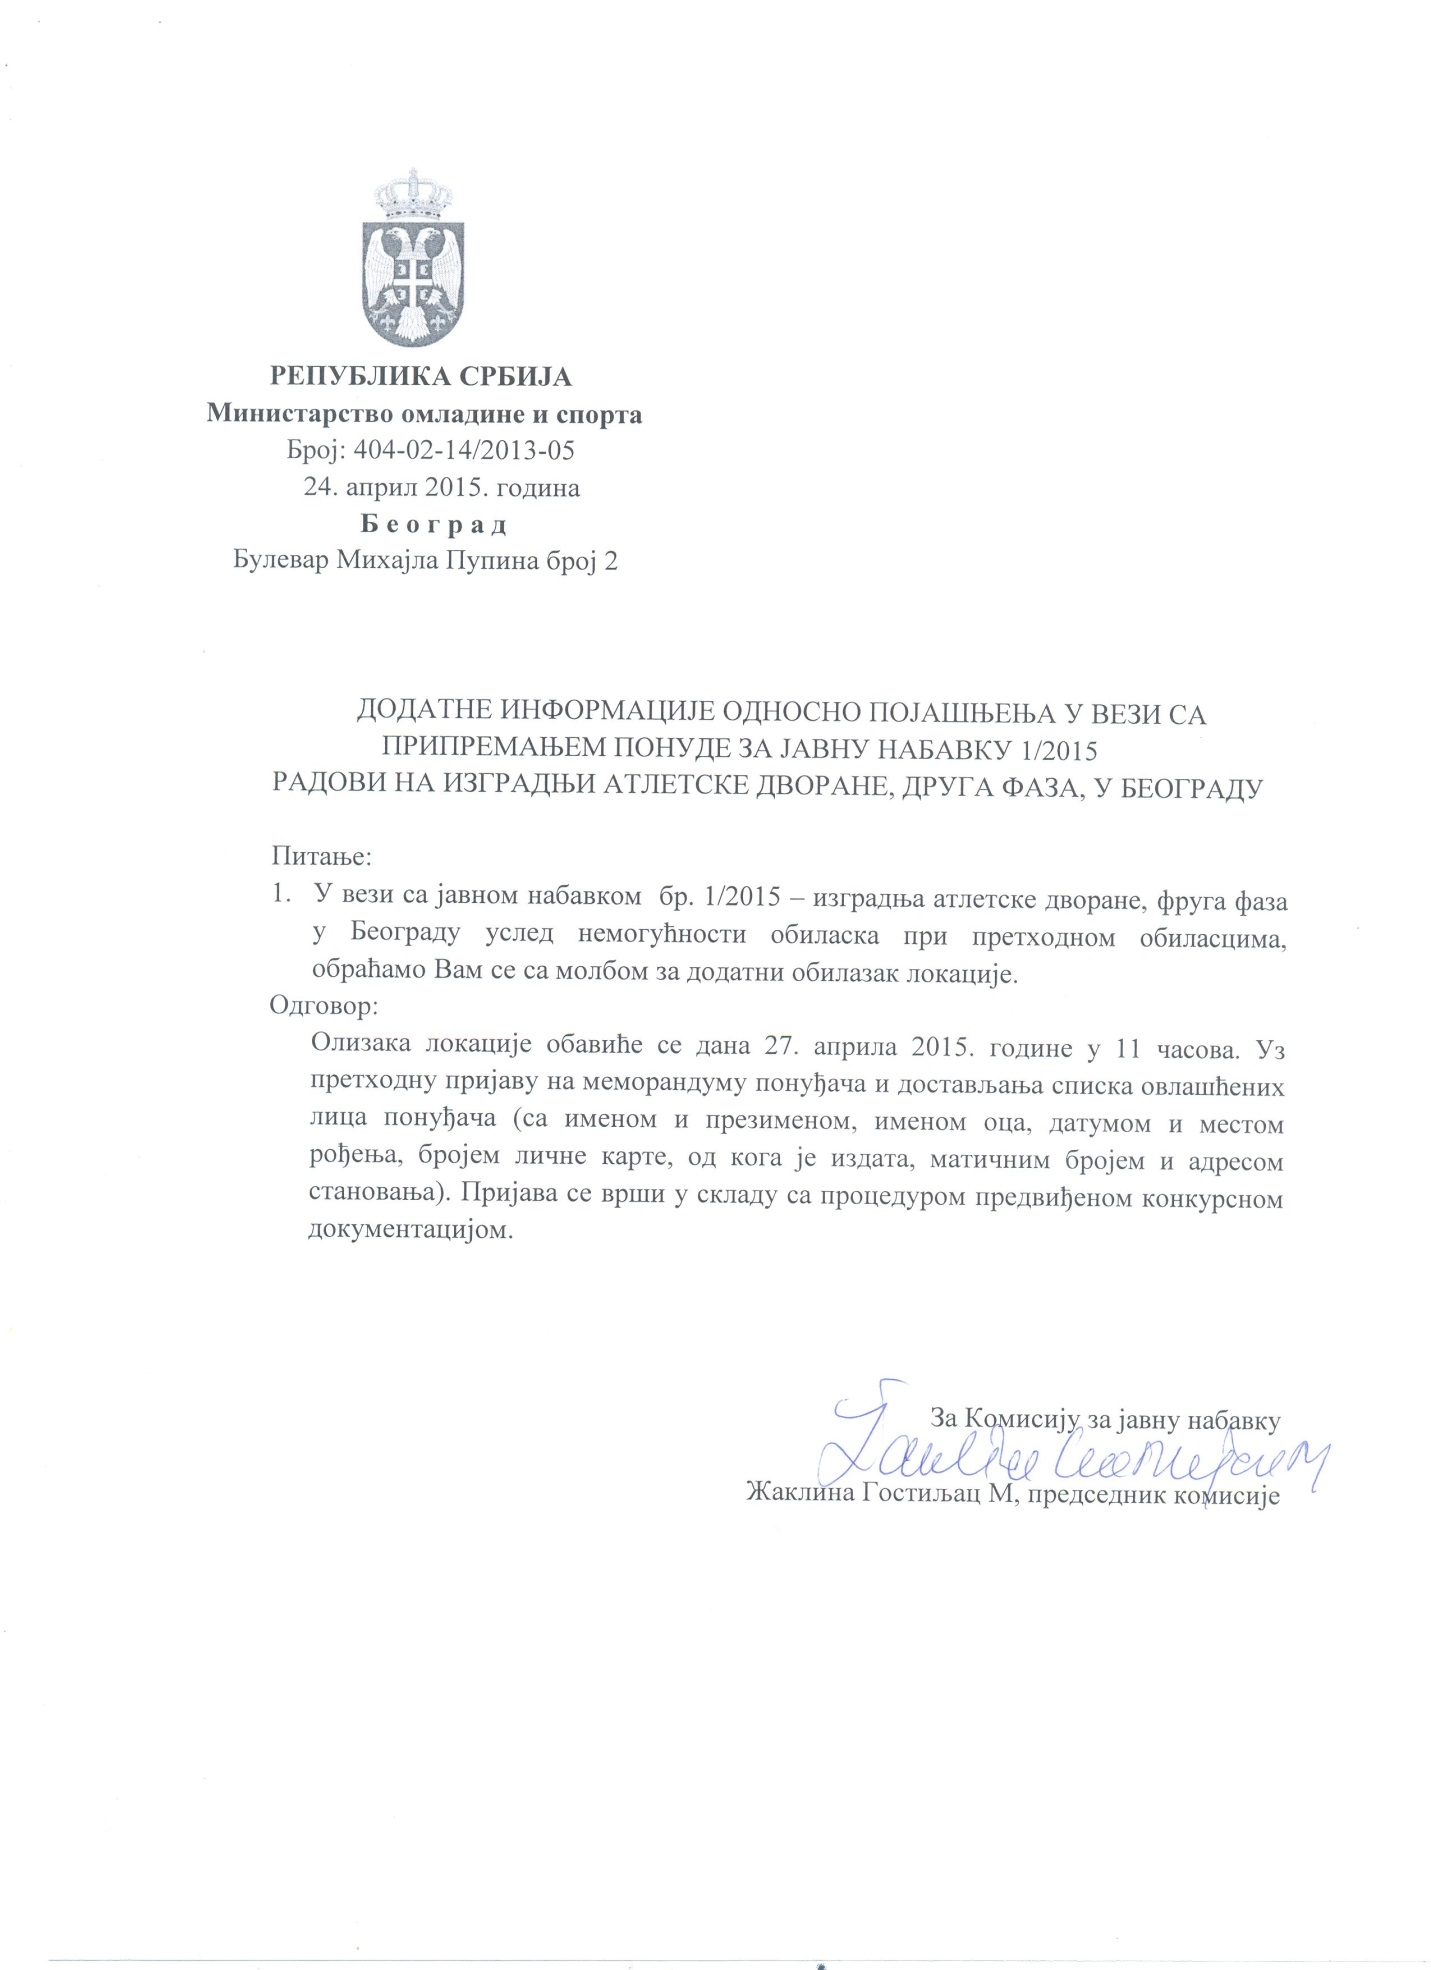 РЕПУБЛИКА СРБИЈА
Министарство омладине и спорта
Број: 404-02-14/2013-05
24. април 2015. година
Б е о г р а д
Булевар Михајла Пупина број 2
ДОДАТНЕ ИНФОРМАЦИЈЕ ОДНОСНО ПОЈАШЊЕЊА У ВЕЗИ СА
ПРИПРЕМАЊЕМ ПОНУДЕ ЗА ЈАВНУ НАБАВКУ 1/2015
РАДОВИ НА ИЗГРАДЊИ АТЛЕТСКЕ ДВОРАНЕ, ДРУГА ФАЗА, У БЕОГРАДУ
Питање:
1. У вези са јавном набавком бр. 1/2015 – изградња атлетске дворане, фруга фаза
у Београду услед немогућности обиласка при претходном обиласцима,
обраћамо Вам се са молбом за додатни обилазак локације.
Одговор:
Олизака локације обавиће се дана 27. априла 2015. године у 11 часова. Уз
претходну пријаву на меморандуму понуђача и достављања списка овлашћених
лица понуђача (са именом и презименом, именом оца, датумом и местом
рођења, бројем личне карте, од кога је издата, матичним бројем и адресом
становања). Пријава се врши у складу са процедуром предвиђеном конкурсном
документацијом.
За Комисију за јавну набавку
Жаклина Гостиљац М, председник комисије